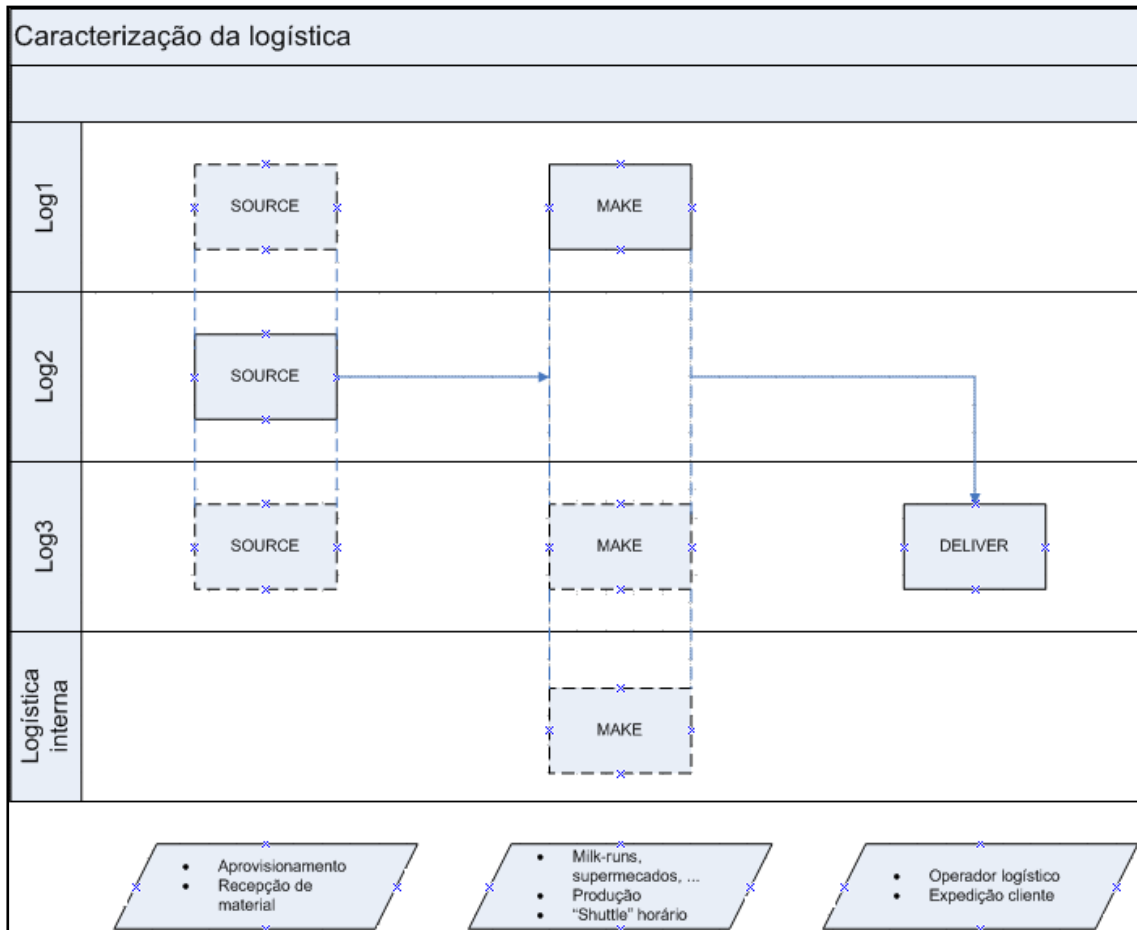 Caracterização da logística
Log1
SOURCE
MAKE
Log2
SOURCE
Log3
SOURCE
MAKE
DELIVER
Logística
interna
MAKE
• Aprovisionamento
• Recepção de
material
• Milk-runs,
supermecados, ...
• Produção
• “Shuttle” horário
• Operador logístico
• Expedição cliente